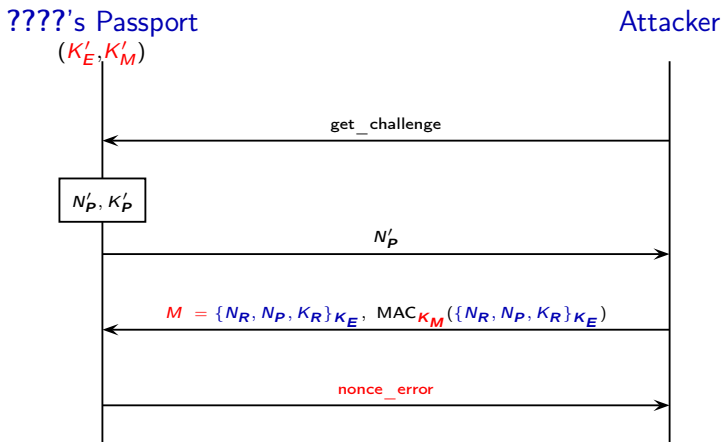 ????'s Passport
Attacker
(K′_E, K′_M)
get_challenge
N′_P, K′_P
N′_P
M = {N_R, N_P, K_R}_{K_E}, MAC_{K_M}({N_R, N_P, K_R}_{K_E})
nonce_error